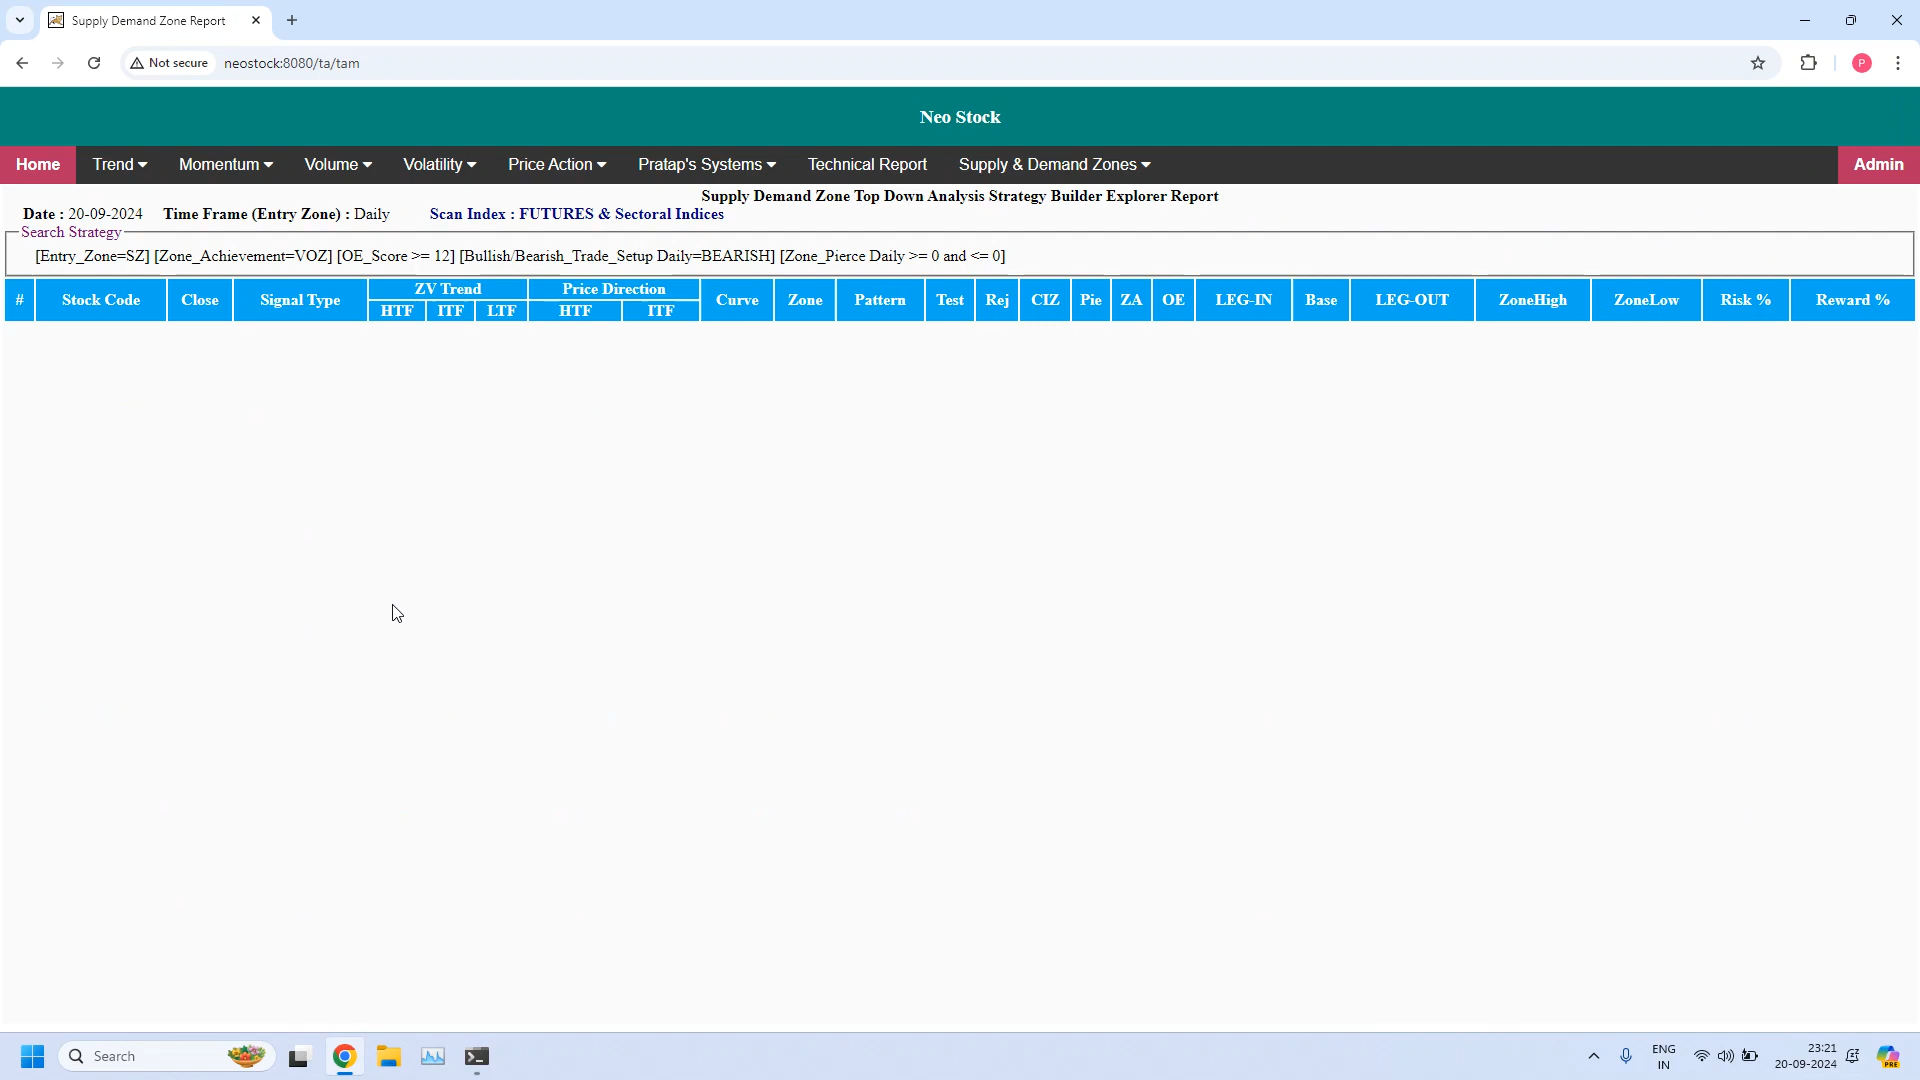 Supply Demand Zone Report
Not secure
neostock:8080/ta/tam
P
Neo Stock
Home Trend Momentum Volume Volatility Price Action Pratap's Systems Technical Report Supply & Demand Zones Admin
Supply Demand Zone Top Down Analysis Strategy Builder Explorer Report
Date : 20-09-2024 Time Frame (Entry Zone) : Daily Scan Index : FUTURES & Sectoral Indices
Search Strategy
[Entry_Zone=SZ] [Zone_Achievement=VOZ] [OE_Score >= 12] [Bullish/Bearish_Trade_Setup Daily=BEARISH] [Zone_Pierce Daily >= 0 and <= 0]
# Stock Code Close Signal Type ZV Trend Price Direction Curve Zone Pattern Test Rej CIZ Pie ZA OE LEG-IN Base LEG-OUT ZoneHigh ZoneLow Risk % Reward %
HTF ITF LTF HTF ITF
Search
ENG
IN
23:21
20-09-2024
PRE